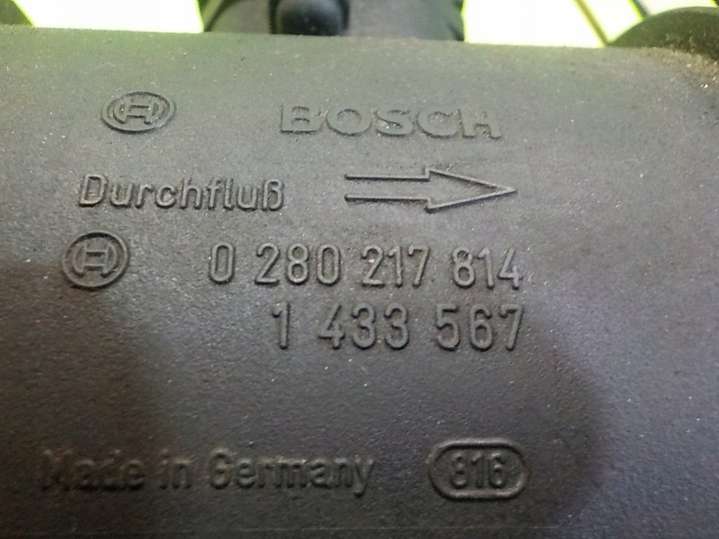 BOSCH
Durchfluß
0 280 217 814
1 433 567
Made in Germany 816